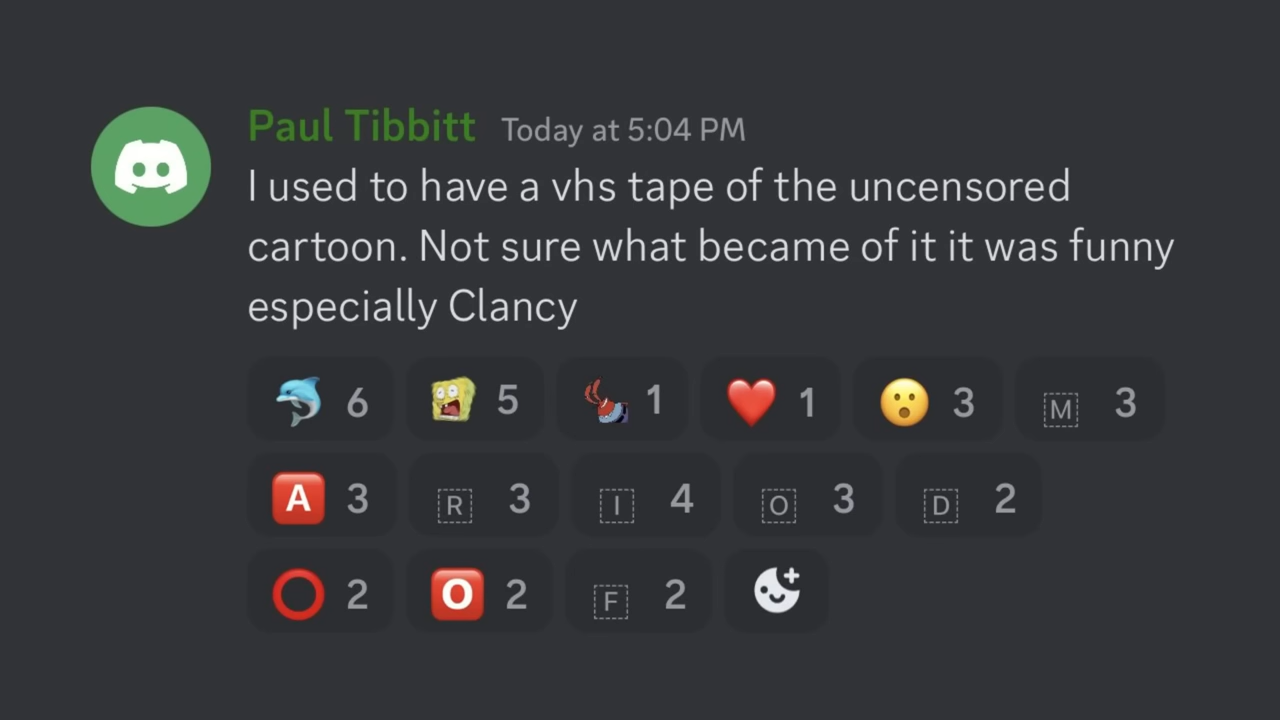 Paul Tibbitt Today at 5:04 PM
I used to have a vhs tape of the uncensored
cartoon. Not sure what became of it it was funny
especially Clancy
6 5 1 1 3 M 3
A 3 R 3 I 4 O 3 D 2
2 O 2 F 2